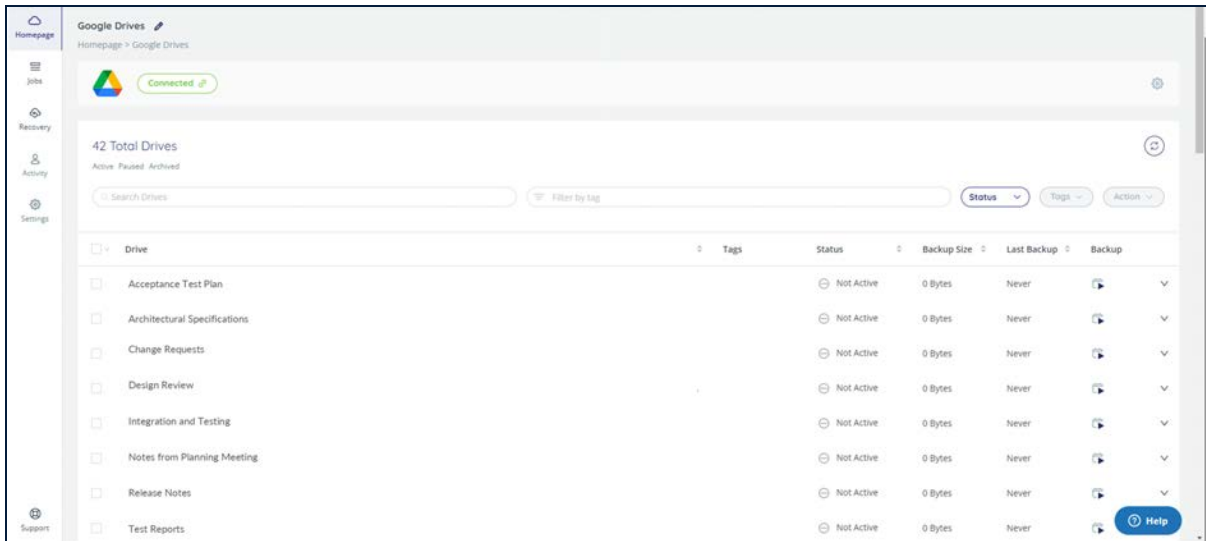 Homepage
Jobs
Recovery
Activity
Settings
Support
Google Drives
Homepage > Google Drives
Connected
42 Total Drives
Active Paused Archived
Search Drives
Filter by tag
Status
Tags
Action
Drive Tags Status Backup Size Last Backup Backup
Acceptance Test Plan Not Active 0 Bytes Never
Architectural Specifications Not Active 0 Bytes Never
Change Requests Not Active 0 Bytes Never
Design Review Not Active 0 Bytes Never
Integration and Testing Not Active 0 Bytes Never
Notes from Planning Meeting Not Active 0 Bytes Never
Release Notes Not Active 0 Bytes Never
Test Reports Not Active 0 Bytes Never
Help